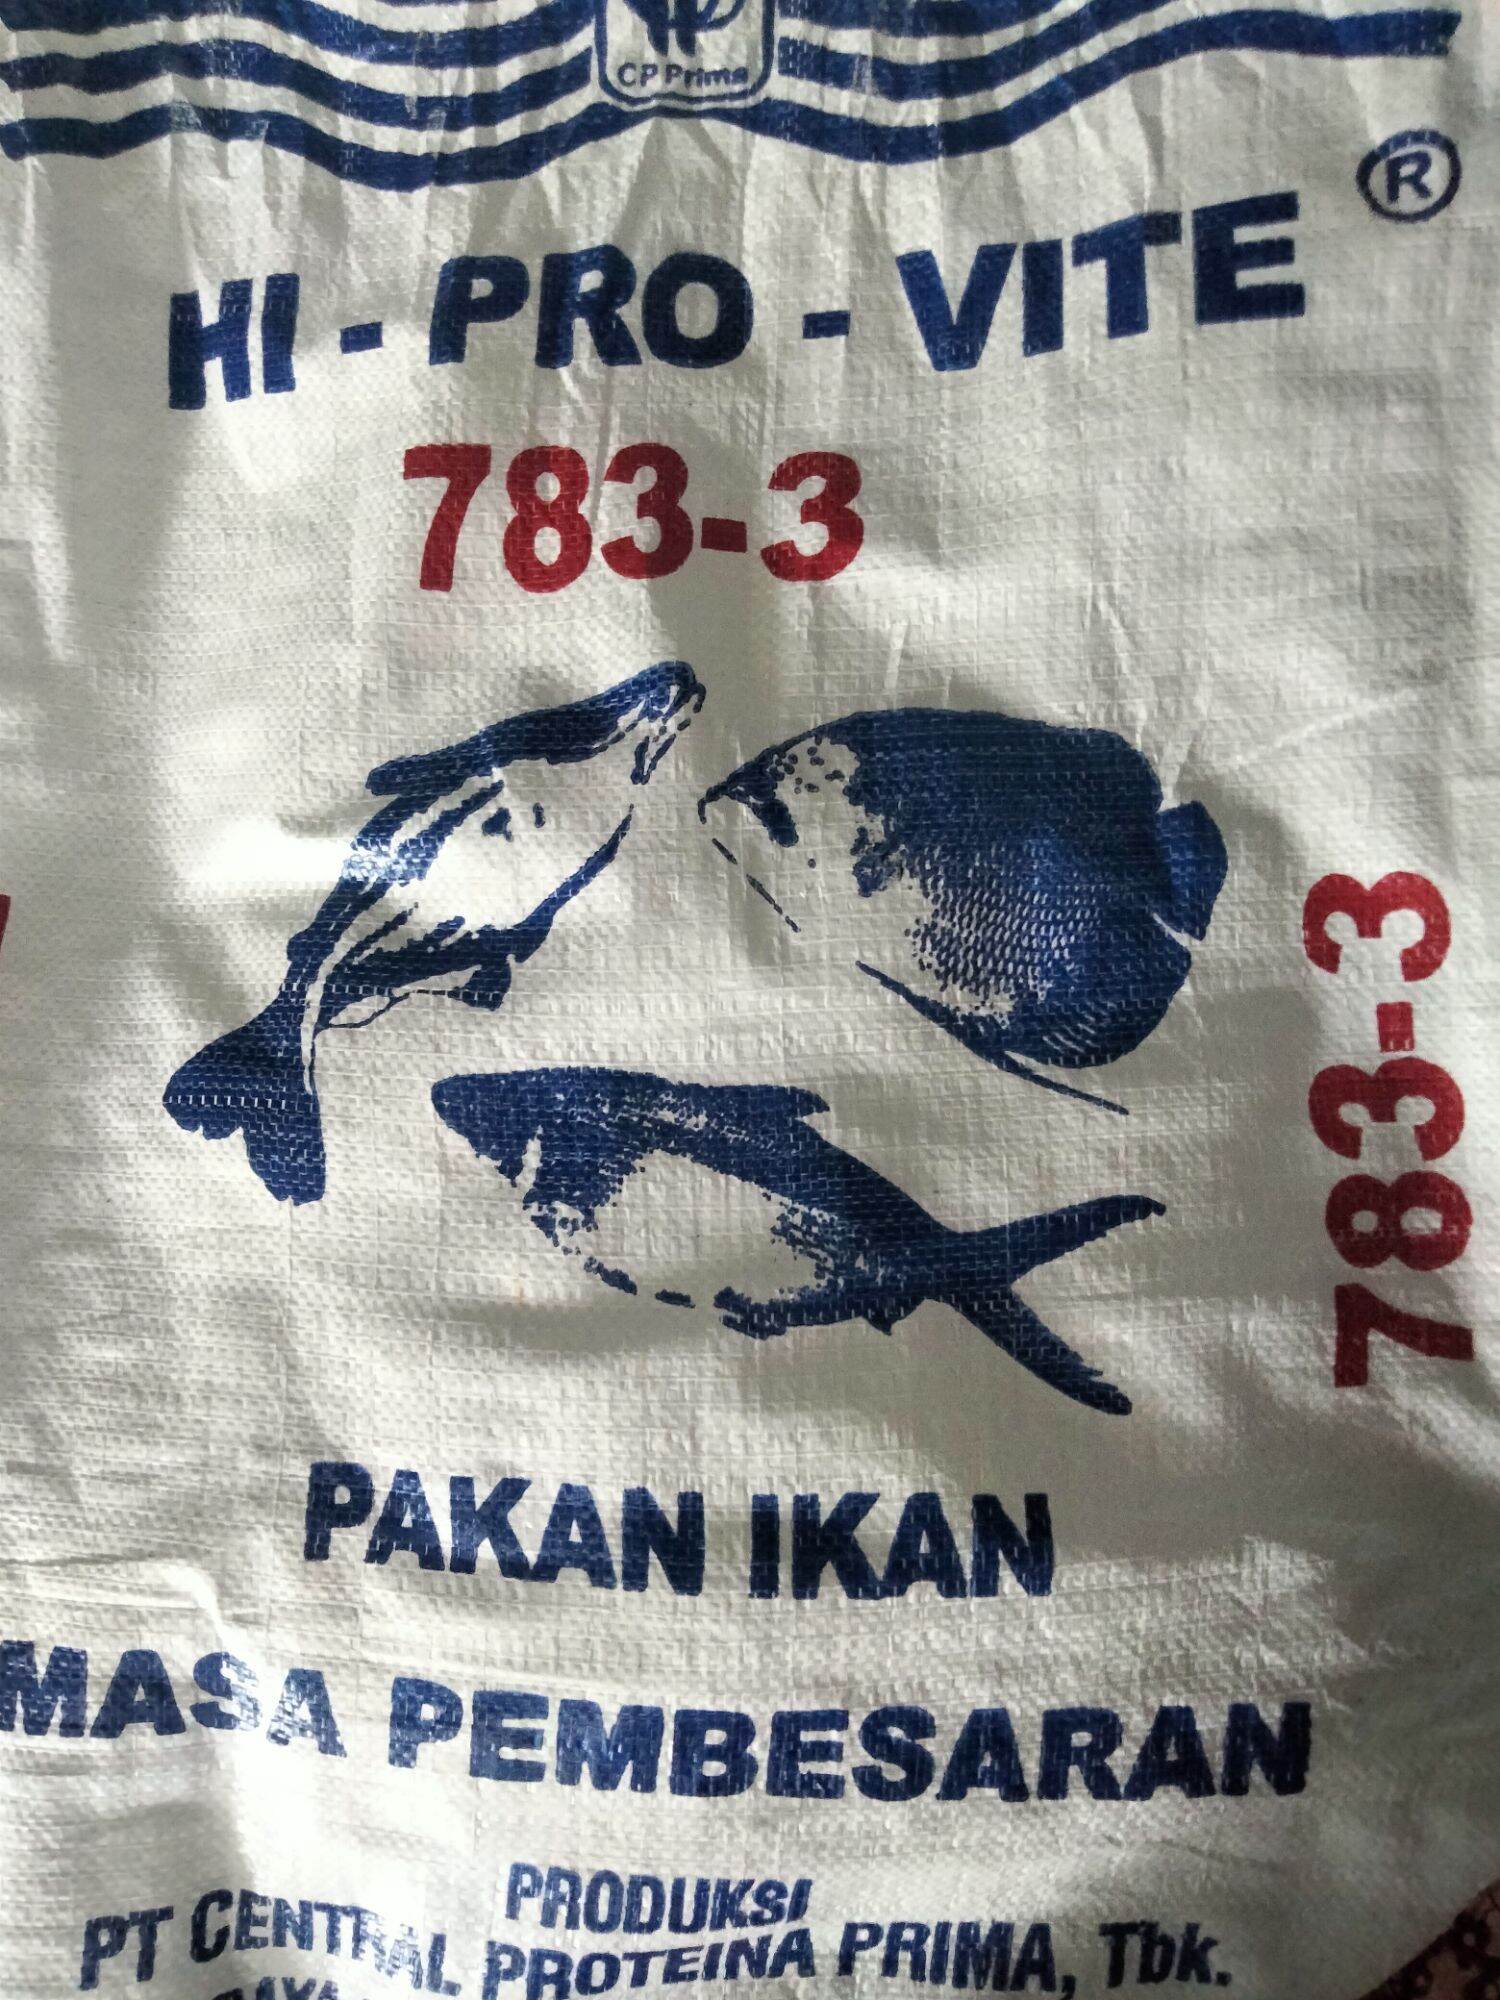 CP Prima
®
HI - PRO - VITE
783-3
783-3
PAKAN IKAN
MASA PEMBESARAN
PRODUKSI
PT CENTRAL PROTEINA PRIMA, Tbk.